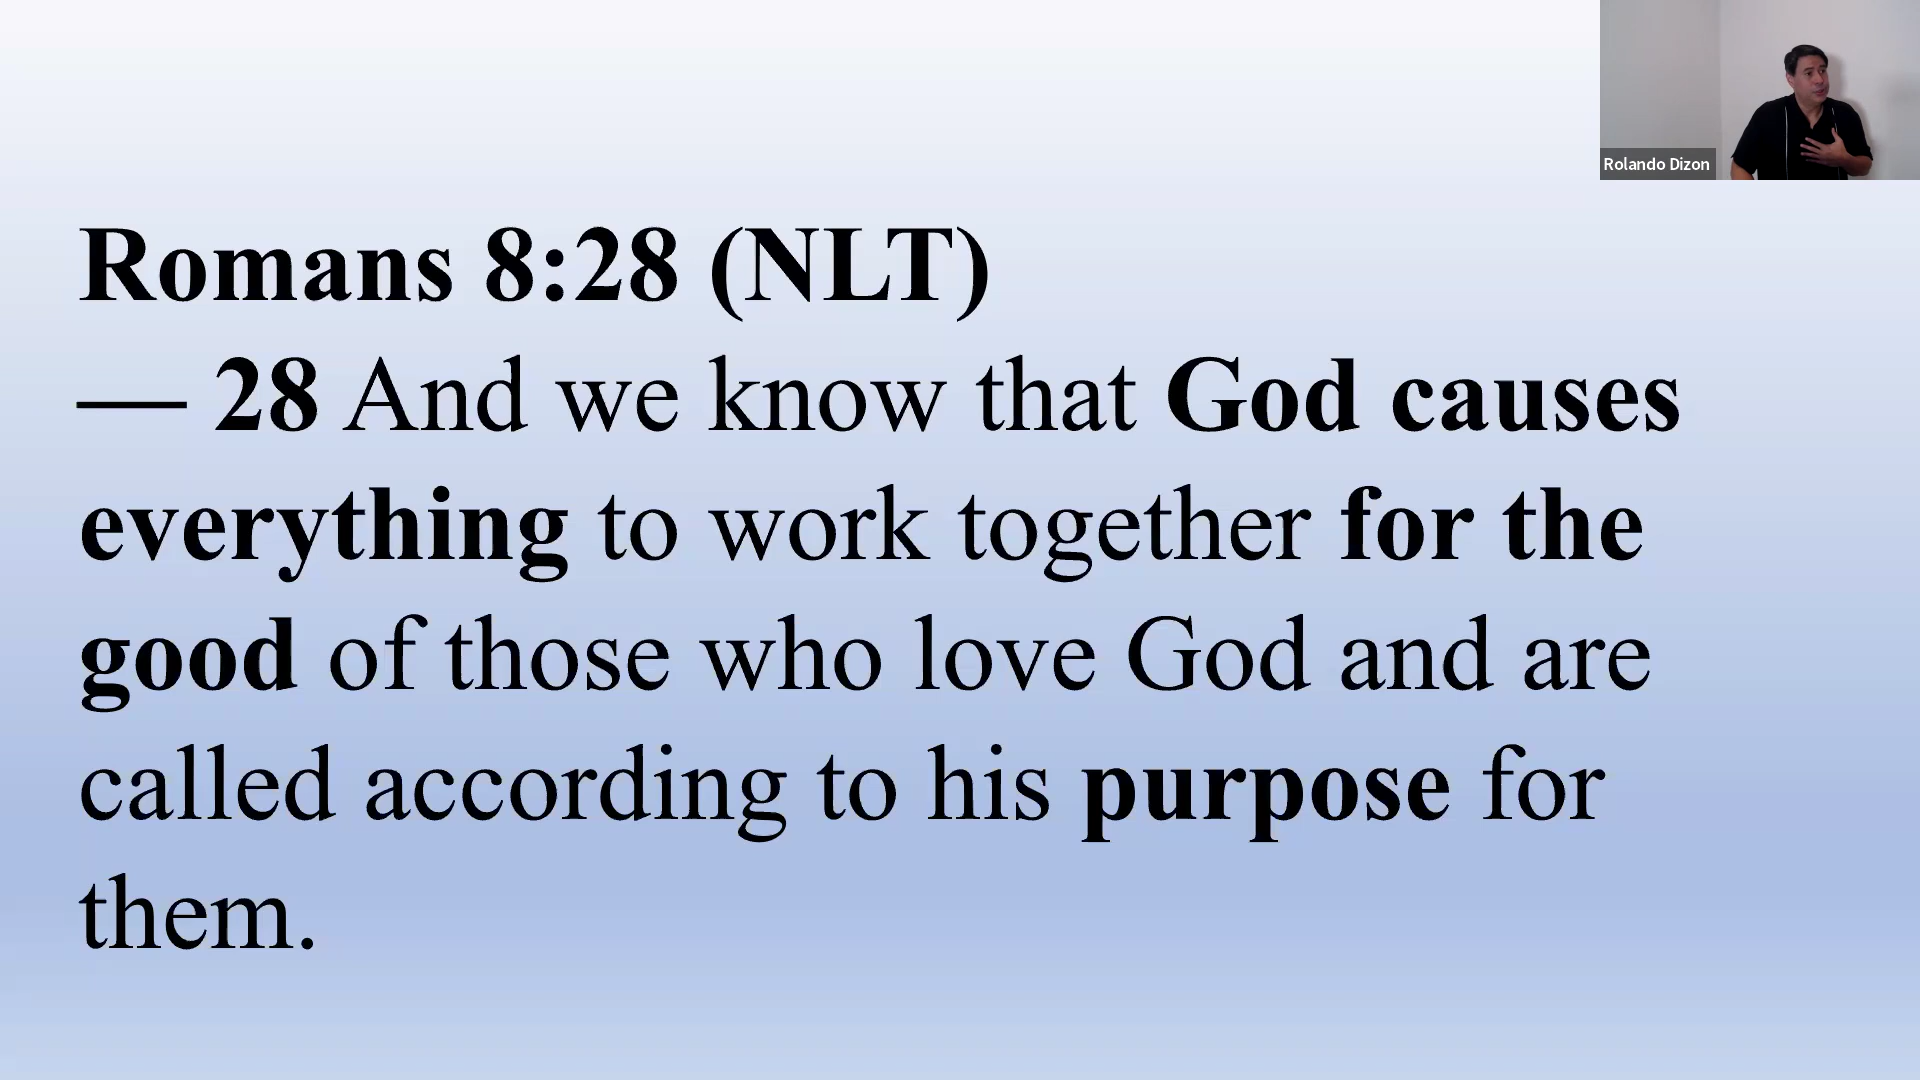 Rolando Dizon
Romans 8:28 (NLT)
— 28 And we know that God causes
everything to work together for the
good of those who love God and are
called according to his purpose for
them.